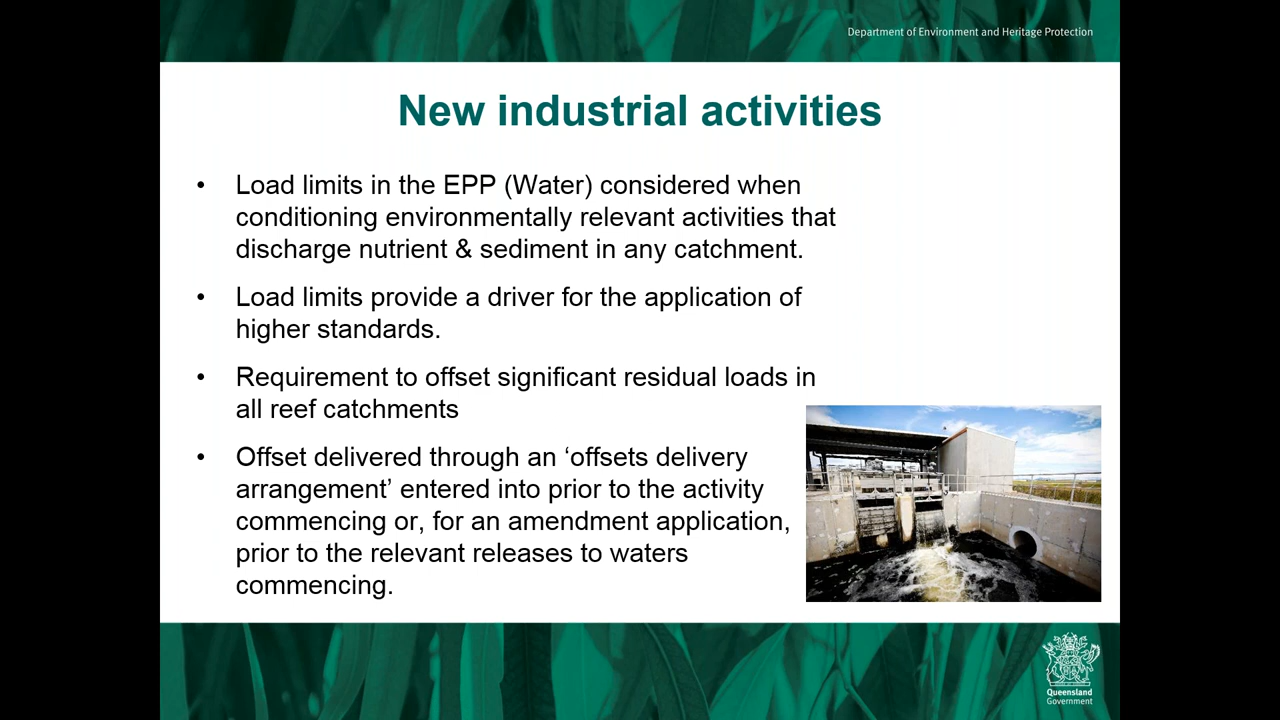 Department of Environment and Heritage Protection
New industrial activities
• Load limits in the EPP (Water) considered when
conditioning environmentally relevant activities that
discharge nutrient & sediment in any catchment.
• Load limits provide a driver for the application of
higher standards.
• Requirement to offset significant residual loads in
all reef catchments
• Offset delivered through an ‘offsets delivery
arrangement’ entered into prior to the activity
commencing or, for an amendment application,
prior to the relevant releases to waters
commencing.
Queensland
Government